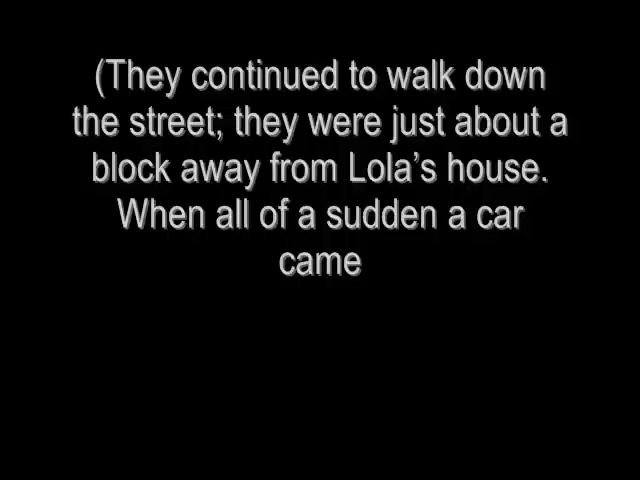 (They continued to walk down
the street; they were just about a
block away from Lola’s house.
When all of a sudden a car
came